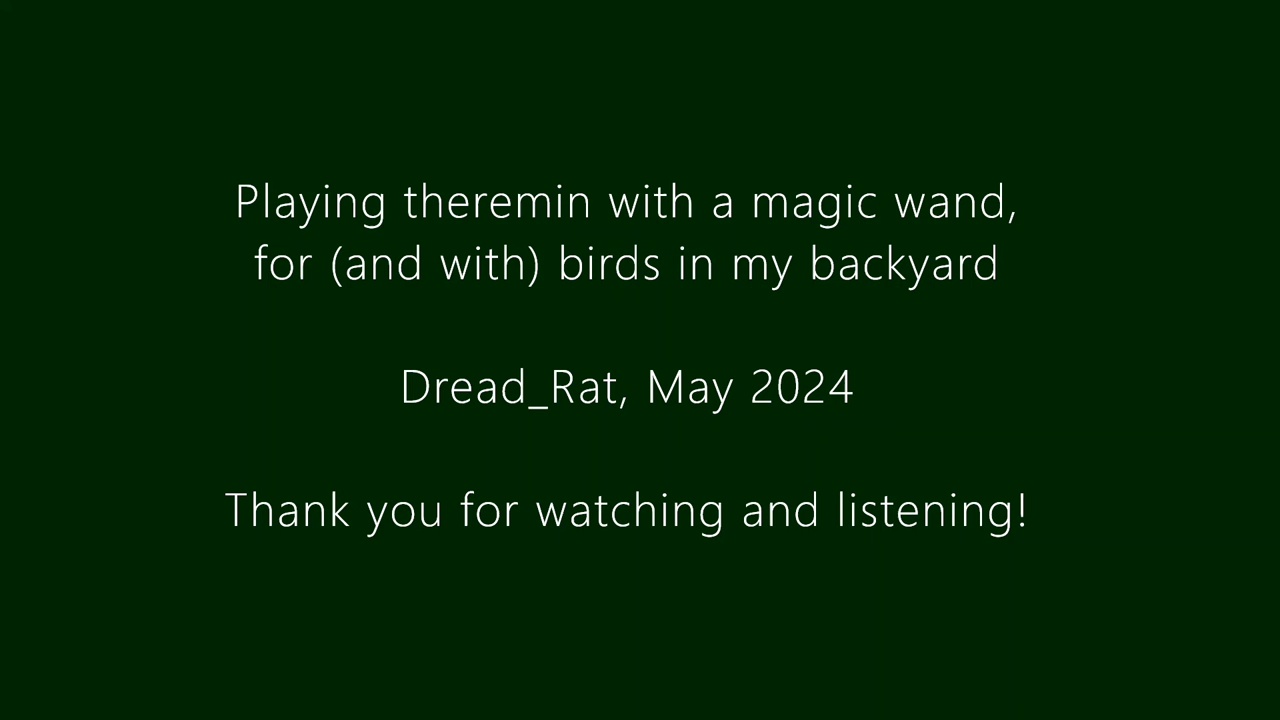 Playing theremin with a magic wand,
for (and with) birds in my backyard
Dread_Rat, May 2024
Thank you for watching and listening!